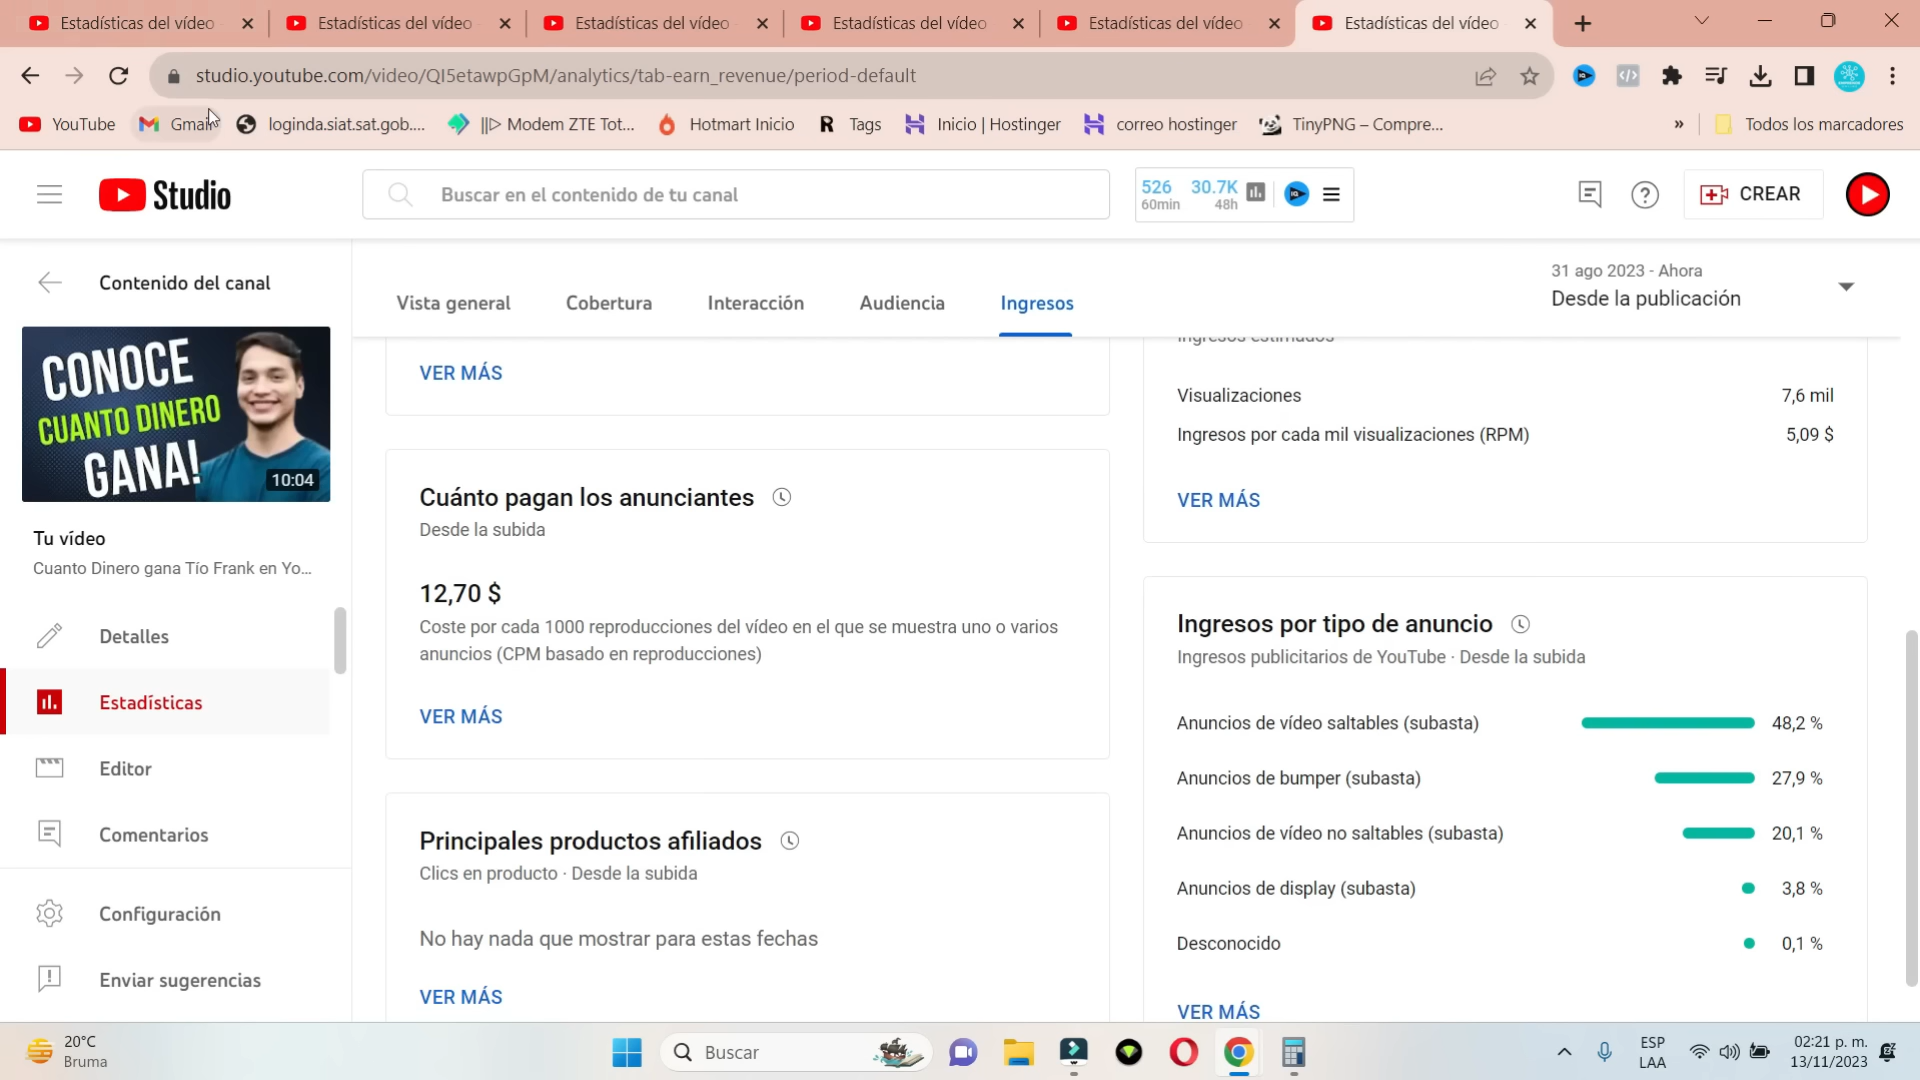 Estadísticas del vídeo
Estadísticas del vídeo
Estadísticas del vídeo
Estadísticas del vídeo
Estadísticas del vídeo
Estadísticas del vídeo
studio.youtube.com/video/QI5etawpGpM/analytics/tab-earn_revenue/period-default
YouTube
Gmail
loginda.siat.sat.gob....
||▷ Modem ZTE Tot...
Hotmart Inicio
Tags
Inicio | Hostinger
correo hostinger
TinyPNG – Compre...
»
Todos los marcadores
Studio
Buscar en el contenido de tu canal
526 30.7K
60min 48h
CREAR
Contenido del canal
CONOCE
CUANTO DINERO
GANA!
10:04
Tu vídeo
Cuanto Dinero gana Tío Frank en Yo...
Detalles
Estadísticas
Editor
Comentarios
Configuración
Enviar sugerencias
Vista general
Cobertura
Interacción
Audiencia
Ingresos
31 ago 2023 - Ahora
Desde la publicación
VER MÁS
Cuánto pagan los anunciantes
Desde la subida
12,70 $
Coste por cada 1000 reproducciones del vídeo en el que se muestra uno o varios
anuncios (CPM basado en reproducciones)
VER MÁS
Principales productos afiliados
Clics en producto · Desde la subida
No hay nada que mostrar para estas fechas
VER MÁS
Ingresos estimados
Visualizaciones 7,6 mil
Ingresos por cada mil visualizaciones (RPM) 5,09 $
VER MÁS
Ingresos por tipo de anuncio
Ingresos publicitarios de YouTube · Desde la subida
Anuncios de vídeo saltables (subasta) 48,2 %
Anuncios de bumper (subasta) 27,9 %
Anuncios de vídeo no saltables (subasta) 20,1 %
Anuncios de display (subasta) 3,8 %
Desconocido 0,1 %
VER MÁS
20°C
Bruma
Buscar
ESP
LAA
02:21 p. m.
13/11/2023